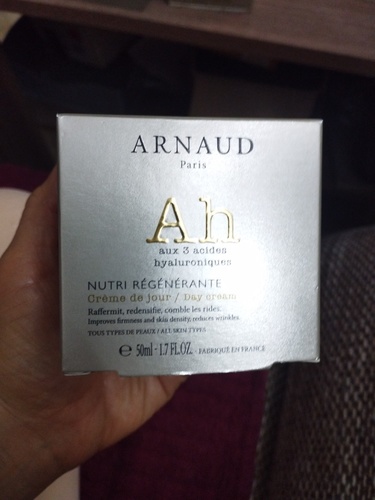 ARNAUD
Paris
Ah
aux 3 acides
hyaluroniques
NUTRI RÉGÉNÉRANTE
Crème de jour / Day cream
Raffermit, redensifie, comble les rides.
Improves firmness and skin density, reduces wrinkles.
TOUS TYPES DE PEAUX / ALL SKIN TYPES
℮ 50ml - 1.7 FL.OZ. - FABRIQUÉ EN FRANCE